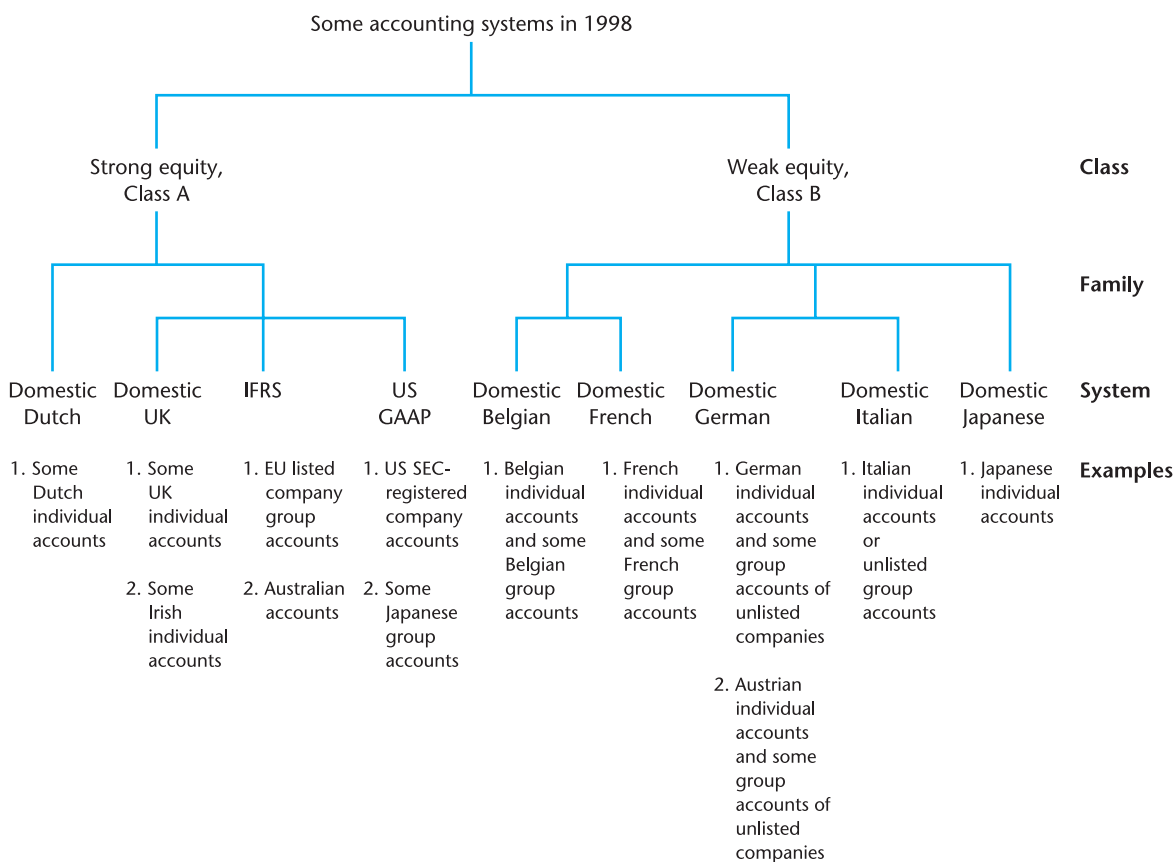 Some accounting systems in 1998
Strong equity,
Class A
Weak equity,
Class B
Class
Family
Domestic
Dutch
Domestic
UK
IFRS
US
GAAP
Domestic
Belgian
Domestic
French
Domestic
German
Domestic
Italian
Domestic
Japanese
System
1. Some
Dutch
individual
accounts
1. Some
UK
individual
accounts
2. Some
Irish
individual
accounts
1. EU listed
company
group
accounts
2. Australian
accounts
1. US SEC-
registered
company
accounts
2. Some
Japanese
group
accounts
1. Belgian
individual
accounts
and some
Belgian
group
accounts
1. French
individual
accounts
and some
French
group
accounts
1. German
individual
accounts
and some
group
accounts of
unlisted
companies
2. Austrian
individual
accounts
and some
group
accounts of
unlisted
companies
1. Italian
individual
accounts
or
unlisted
group
accounts
1. Japanese
individual
accounts
Examples